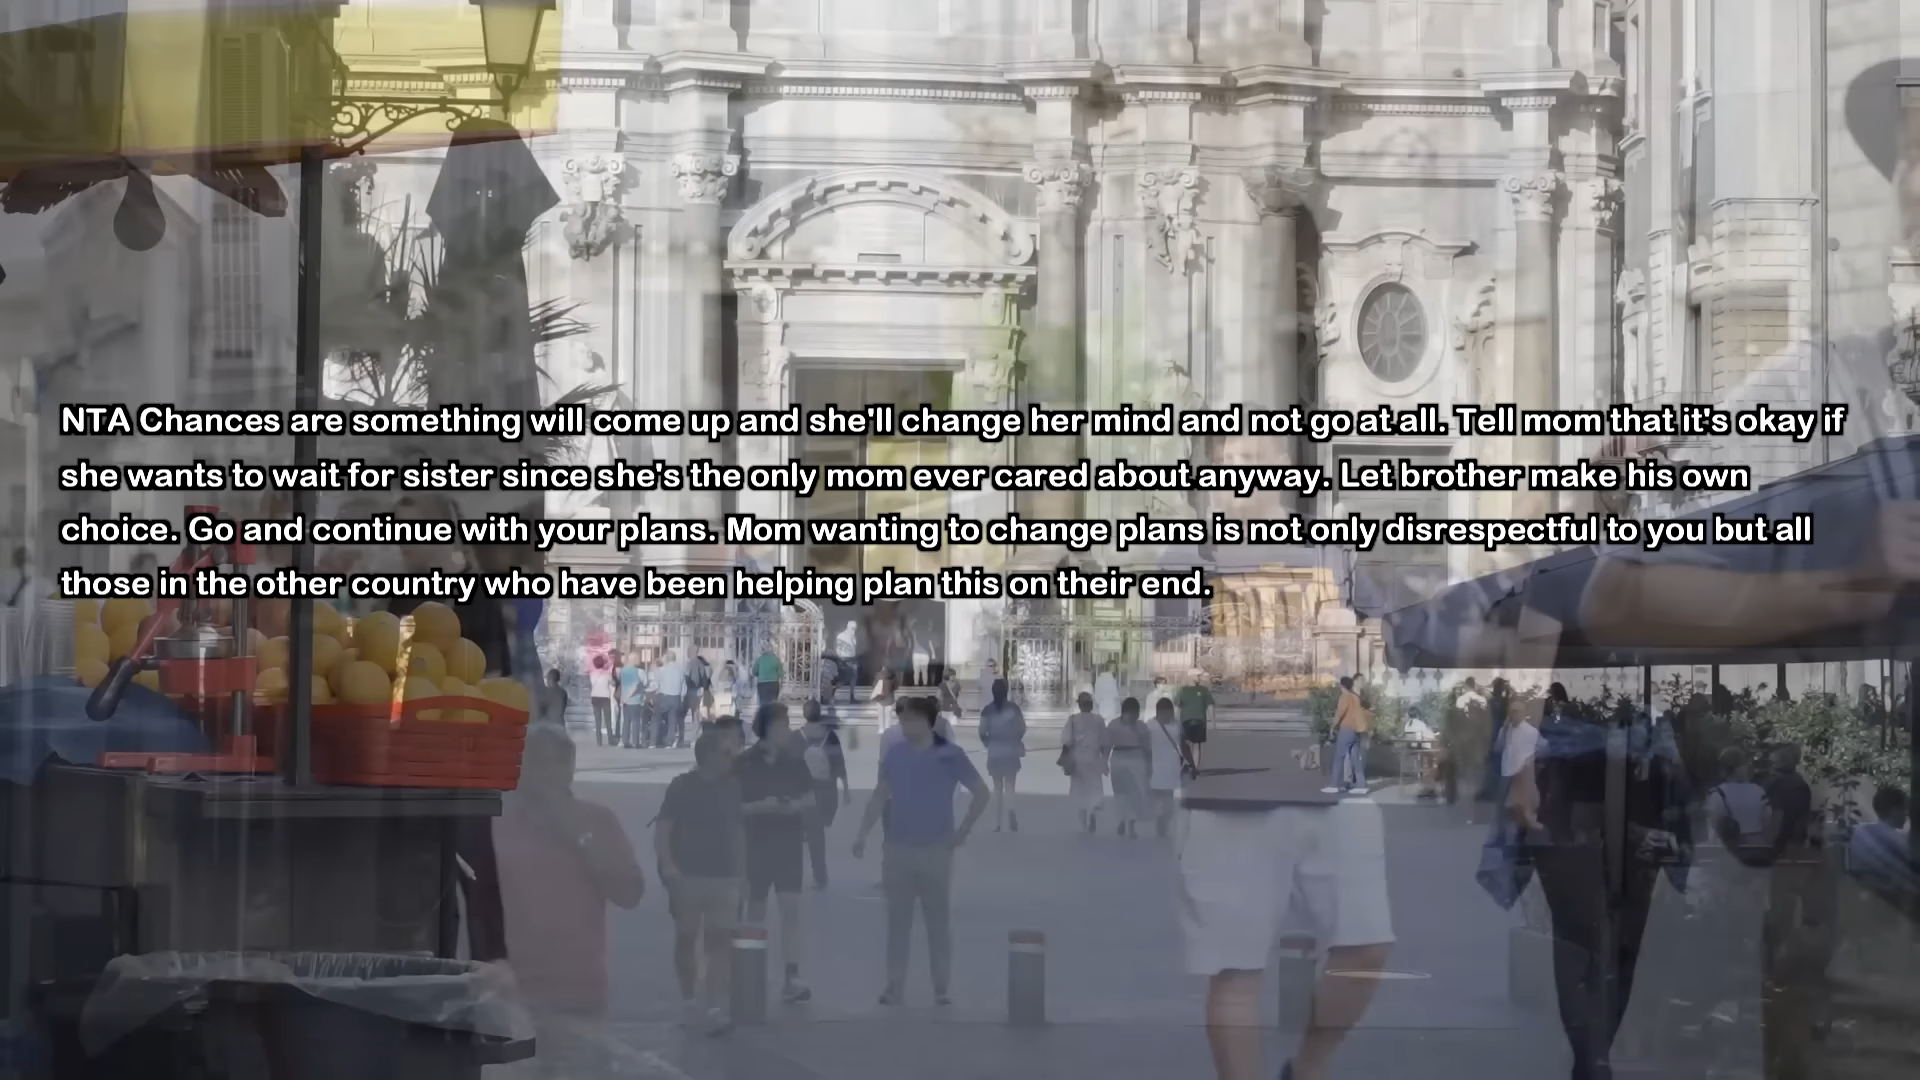 NTA Chances are something will come up and she'll change her mind and not go at all. Tell mom that it's okay if
she wants to wait for sister since she's the only mom ever cared about anyway. Let brother make his own
choice. Go and continue with your plans. Mom wanting to change plans is not only disrespectful to you but all
those in the other country who have been helping plan this on their end.